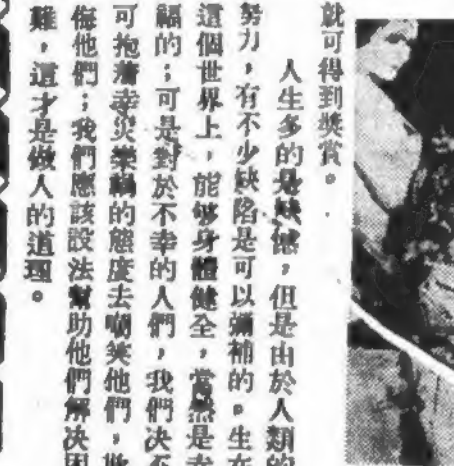 就可得到獎賞。
人生多的是缺憾,但是由於人類的
努力,有不少缺陷是可以彌補的。生在
這個世界上,能够身體健全,當然是幸
福的;可是對於不幸的人們,我們决不
可抱着幸災樂禍的態度去嘲笑他們,欺
侮他們;我們應該設法幫助他們解决困
難,這才是做人的道理。